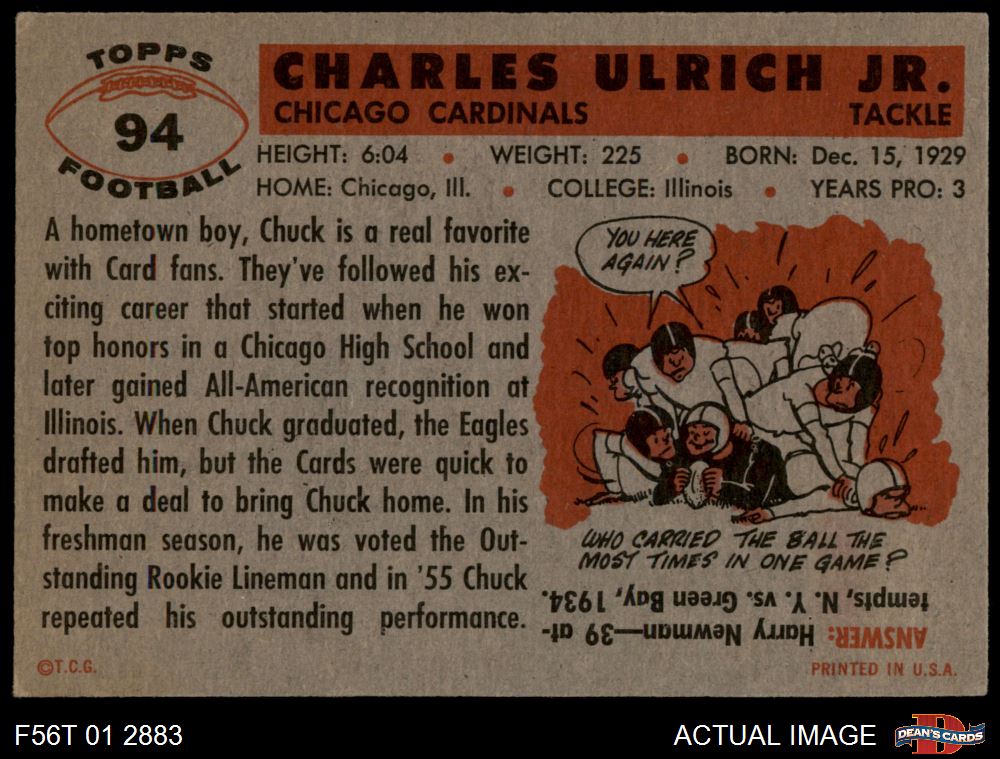 TOPPS
94
FOOTBALL
CHARLES ULRICH JR.
CHICAGO CARDINALS TACKLE
HEIGHT: 6:04 • WEIGHT: 225 • BORN: Dec. 15, 1929
HOME: Chicago, Ill. • COLLEGE: Illinois • YEARS PRO: 3
A hometown boy, Chuck is a real favorite
with Card fans. They've followed his ex-
citing career that started when he won
top honors in a Chicago High School and
later gained All-American recognition at
Illinois. When Chuck graduated, the Eagles
drafted him, but the Cards were quick to
make a deal to bring Chuck home. In his
freshman season, he was voted the Out-
standing Rookie Lineman and in '55 Chuck
repeated his outstanding performance.
YOU HERE
AGAIN?
WHO CARRIED THE BALL THE
MOST TIMES IN ONE GAME?
ANSWER: Harry Newman—39 at-
tempts, N. Y. vs. Green Bay, 1934.
©T.C.G.
PRINTED IN U.S.A.
F56T 01 2883
ACTUAL IMAGE
D
DEAN'S CARDS